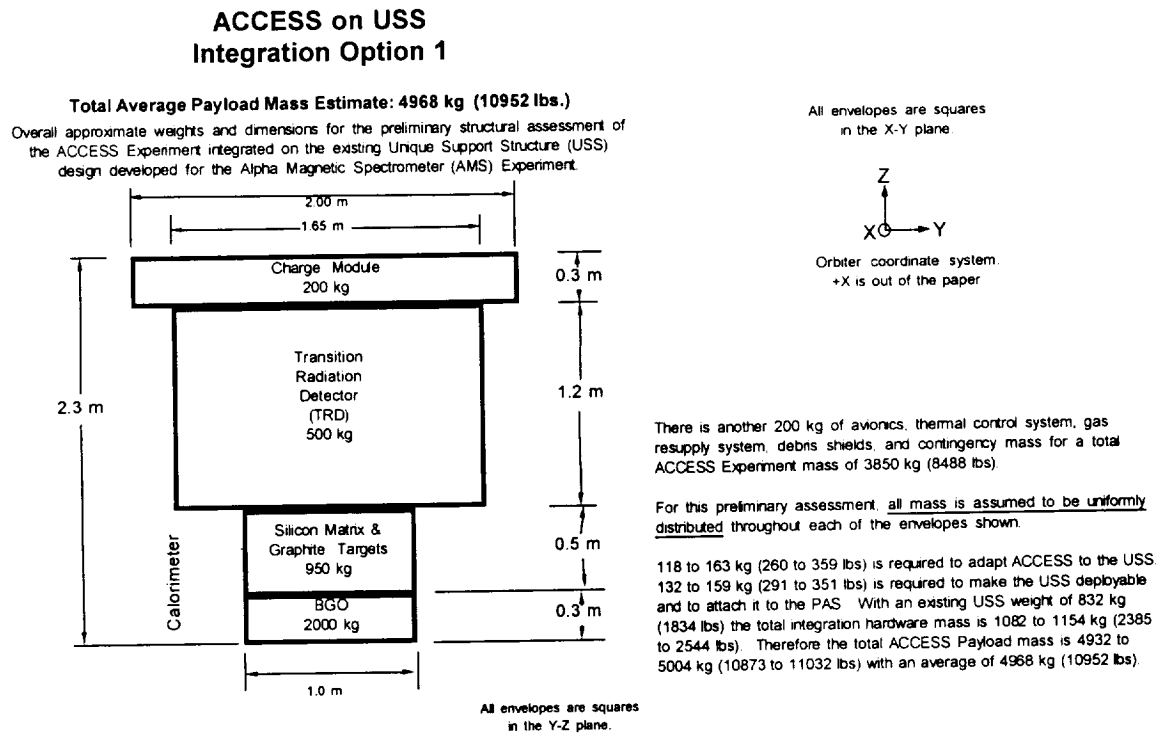 ACCESS on USS
Integration Option 1
Total Average Payload Mass Estimate: 4968 kg (10952 lbs.)
Overall approximate weights and dimensions for the preliminary structural assessment of
the ACCESS Experiment integrated on the existing Unique Support Structure (USS)
design developed for the Alpha Magnetic Spectrometer (AMS) Experiment.
2.00 m
1.65 m
Charge Module
200 kg
0.3 m
Transition
Radiation
Detector
(TRD)
500 kg
1.2 m
2.3 m
Calorimeter
Silicon Matrix &
Graphite Targets
950 kg
0.5 m
BGO
2000 kg
0.3 m
1.0 m
All envelopes are squares
in the Y-Z plane.
All envelopes are squares
in the X-Y plane.
Z
X
Y
Orbiter coordinate system.
+X is out of the paper
There is another 200 kg of avionics, thermal control system, gas
resupply system, debris shields, and contingency mass for a total
ACCESS Experiment mass of 3850 kg (8488 lbs).
For this preliminary assessment, all mass is assumed to be uniformly
distributed throughout each of the envelopes shown.
118 to 163 kg (260 to 359 lbs) is required to adapt ACCESS to the USS.
132 to 159 kg (291 to 351 lbs) is required to make the USS deployable
and to attach it to the PAS With an existing USS weight of 832 kg
(1834 lbs) the total integration hardware mass is 1082 to 1154 kg (2385
to 2544 lbs). Therefore the total ACCESS Payload mass is 4932 to
5004 kg (10873 to 11032 lbs) with an average of 4968 kg (10952 lbs).